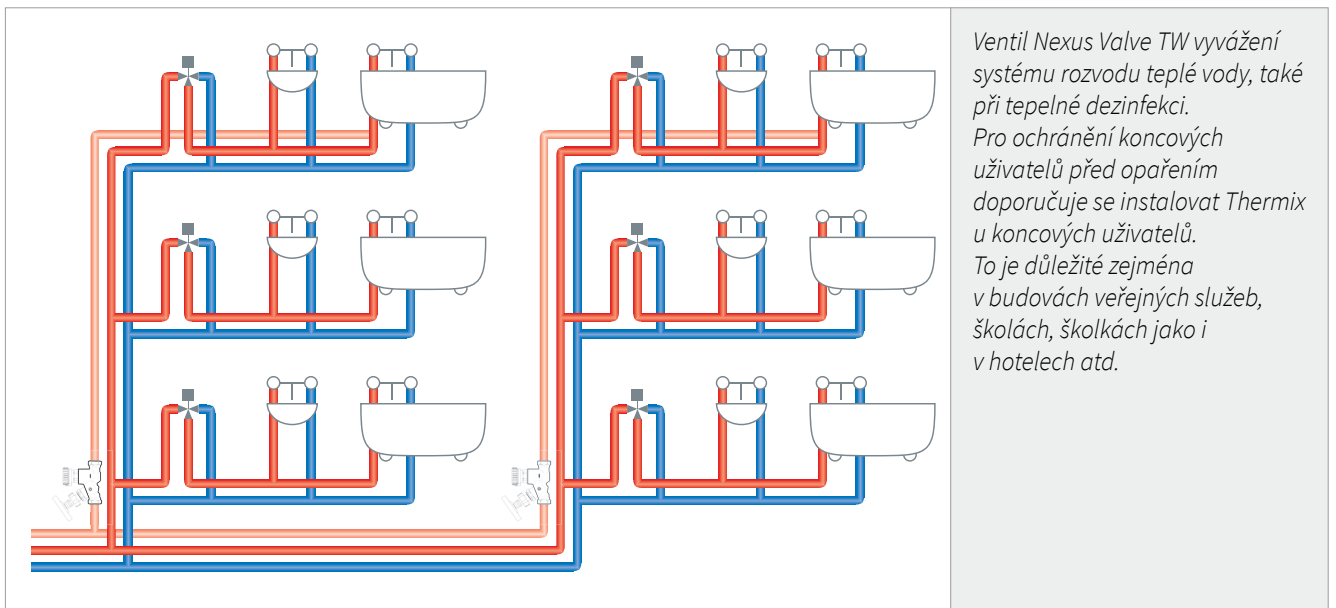 Ventil Nexus Valve TW vyvážení
systému rozvodu teplé vody, také
při tepelné dezinfekci.
Pro ochránění koncových
uživatelů před opařením
doporučuje se instalovat Thermix
u koncových uživatelů.
To je důležité zejména
v budovách veřejných služeb,
školách, školkách jako i
v hotelech atd.